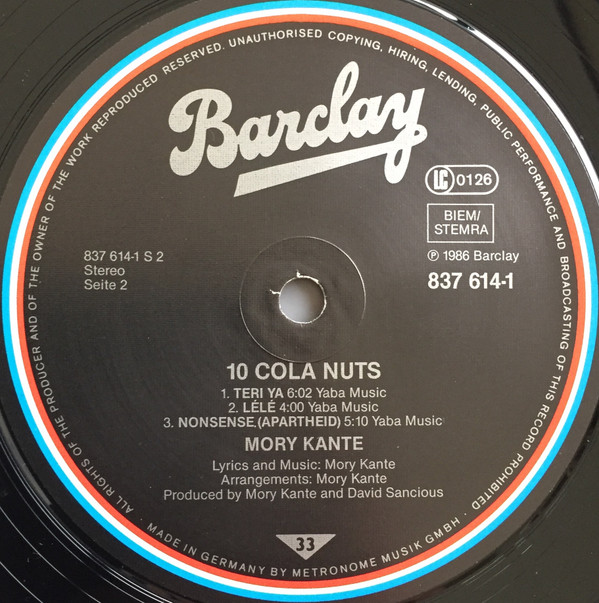 ALL RIGHTS OF THE PRODUCER AND OF THE OWNER OF THE WORK REPRODUCED RESERVED. UNAUTHORISED COPYING, HIRING, LENDING, PUBLIC PERFORMANCE AND BROADCASTING OF THIS RECORD PROHIBITED
Barclay
LC 0126
BIEM/
STEMRA
℗ 1986 Barclay
837 614-1
837 614-1 S 2
Stereo
Seite 2
10 COLA NUTS
1. TERI YA 6:02 Yaba Music
2. LÉLÉ 4:00 Yaba Music
3. NONSENSE (APARTHEID) 5:10 Yaba Music
MORY KANTE
Lyrics and Music: Mory Kante
Arrangements: Mory Kante
Produced by Mory Kante and David Sancious
33
· MADE IN GERMANY BY METRONOME MUSIK GMBH ·